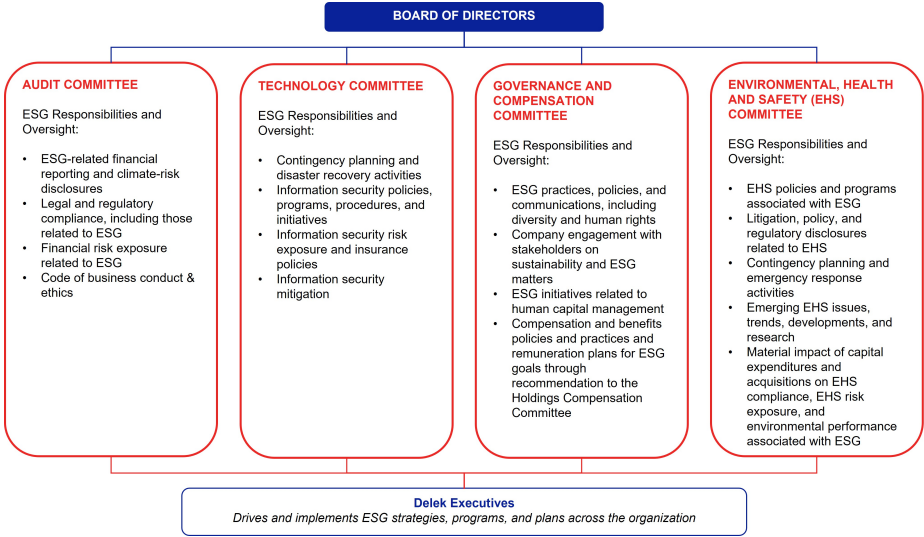 BOARD OF DIRECTORS
AUDIT COMMITTEE
ESG Responsibilities and
Oversight:
• ESG-related financial
reporting and climate-risk
disclosures
• Legal and regulatory
compliance, including those
related to ESG
• Financial risk exposure
related to ESG
• Code of business conduct &
ethics
TECHNOLOGY COMMITTEE
ESG Responsibilities and
Oversight:
• Contingency planning and
disaster recovery activities
• Information security policies,
programs, procedures, and
initiatives
• Information security risk
exposure and insurance
policies
• Information security
mitigation
GOVERNANCE AND
COMPENSATION
COMMITTEE
ESG Responsibilities and
Oversight:
• ESG practices, policies, and
communications, including
diversity and human rights
• Company engagement with
stakeholders on
sustainability and ESG
matters
• ESG initiatives related to
human capital management
• Compensation and benefits
policies and practices and
remuneration plans for ESG
goals through
recommendation to the
Holdings Compensation
Committee
ENVIRONMENTAL, HEALTH
AND SAFETY (EHS)
COMMITTEE
ESG Responsibilities and
Oversight:
• EHS policies and programs
associated with ESG
• Litigation, policy, and
regulatory disclosures
related to EHS
• Contingency planning and
emergency response
activities
• Emerging EHS issues,
trends, developments, and
research
• Material impact of capital
expenditures and
acquisitions on EHS
compliance, EHS risk
exposure, and
environmental performance
associated with ESG
Delek Executives
Drives and implements ESG strategies, programs, and plans across the organization